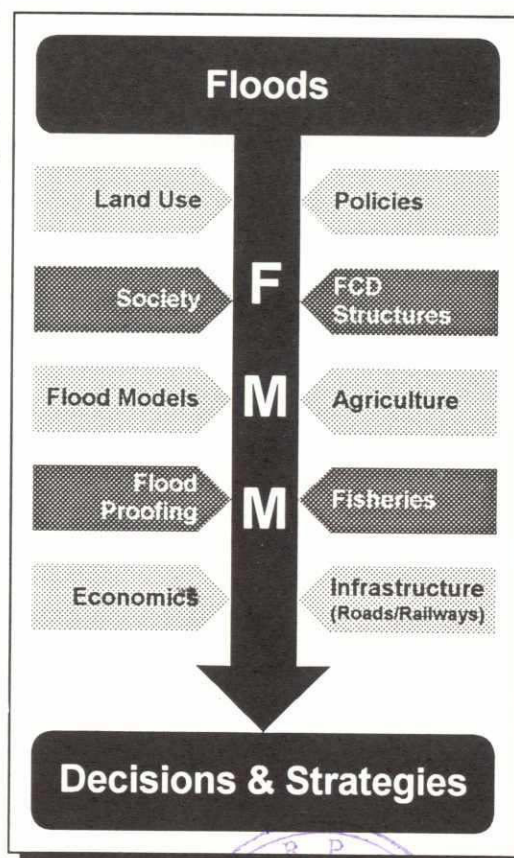 Floods
Land Use
Policies
F
Society
FCD
Structures
Flood Models
M
Agriculture
Flood
Proofing
M
Fisheries
Economics
Infrastructure
(Roads/Railways)
Decisions & Strategies
R P